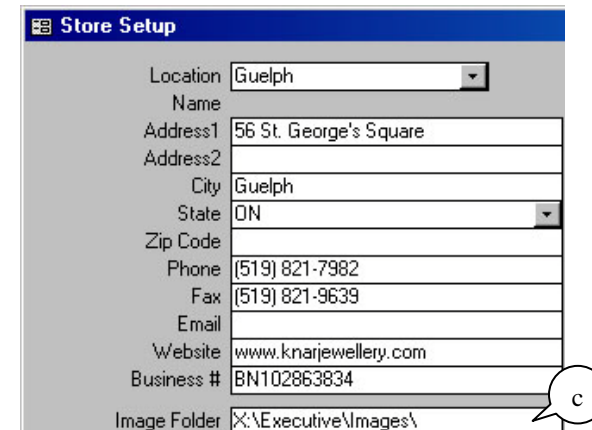 Store Setup
Location Guelph
Name
Address1 56 St. George's Square
Address2
City Guelph
State ON
Zip Code
Phone (519) 821-7982
Fax (519) 821-9639
Email
Website www.knarjewellery.com
Business # BN102863834
c
Image Folder X:\Executive\Images\